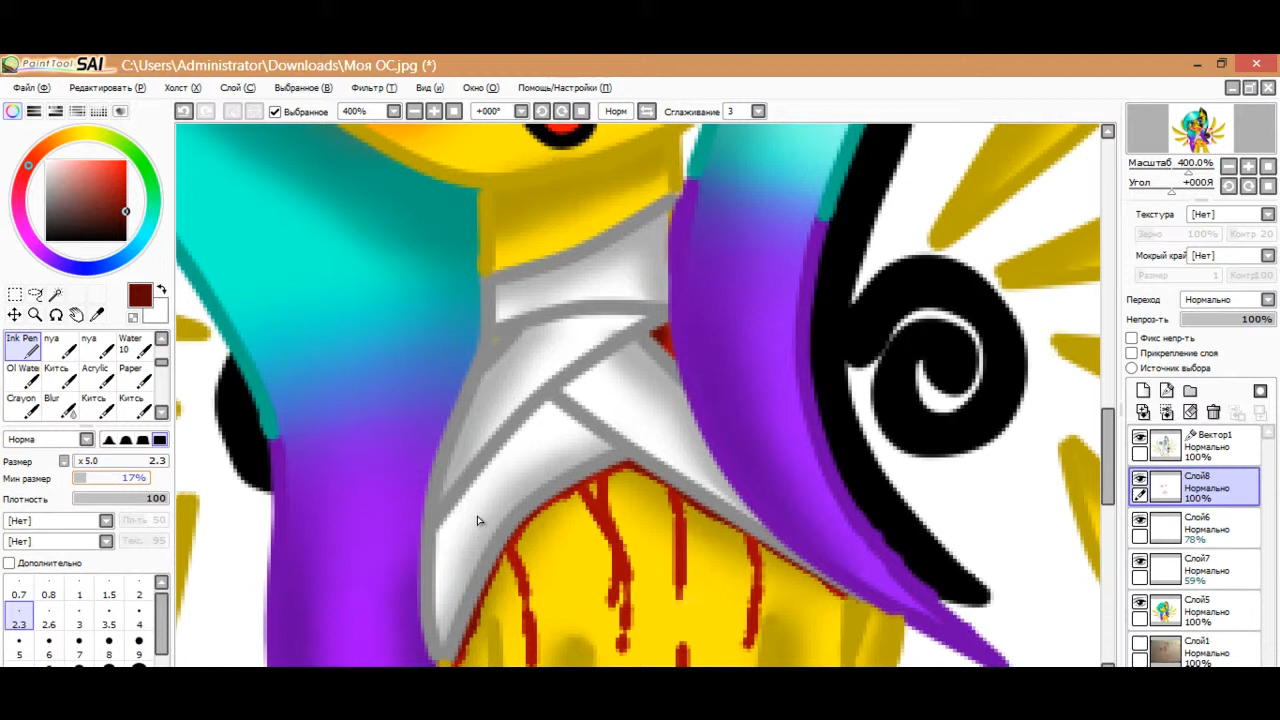 PaintTool SAI C:\Users\Administrator\Downloads\Моя ОС.jpg (*)
Файл (Ф) Редактировать (Р) Холст (Х) Слой (С) Выбранное (В) Фильтр (Т) Вид (и) Окно (О) Помощь/Настройки (П)
Выбранное 400% +000° Норм Сглаживание 3
Масштаб 400.0%
Угол +000Я
Текстура [Нет]
Зерно 100% Контр 20
Мокрый край [Нет]
Размер 1 Контр 100
Переход Нормально
Непроз-ть 100%
Фикс непр-ть
Прикрепление слоя
Источник выбора
Ink Pen nya nya Water 10
Ol Wate Китсь Acrylic Paper
Crayon Blur Китсь Китсь
Норма
Размер x 5.0 2.3
Мин размер 17%
Плотность 100
[Нет] Пл-ть 50
[Нет] Текс. 95
Дополнительно
0.7 0.8 1 1.5 2
2.3 2.6 3 3.5 4
5 6 7 8 9
Вектор1
Нормально
100%
Слой8
Нормально
100%
Слой6
Нормально
78%
Слой7
Нормально
59%
Слой5
Нормально
100%
Слой1
Нормально
100%